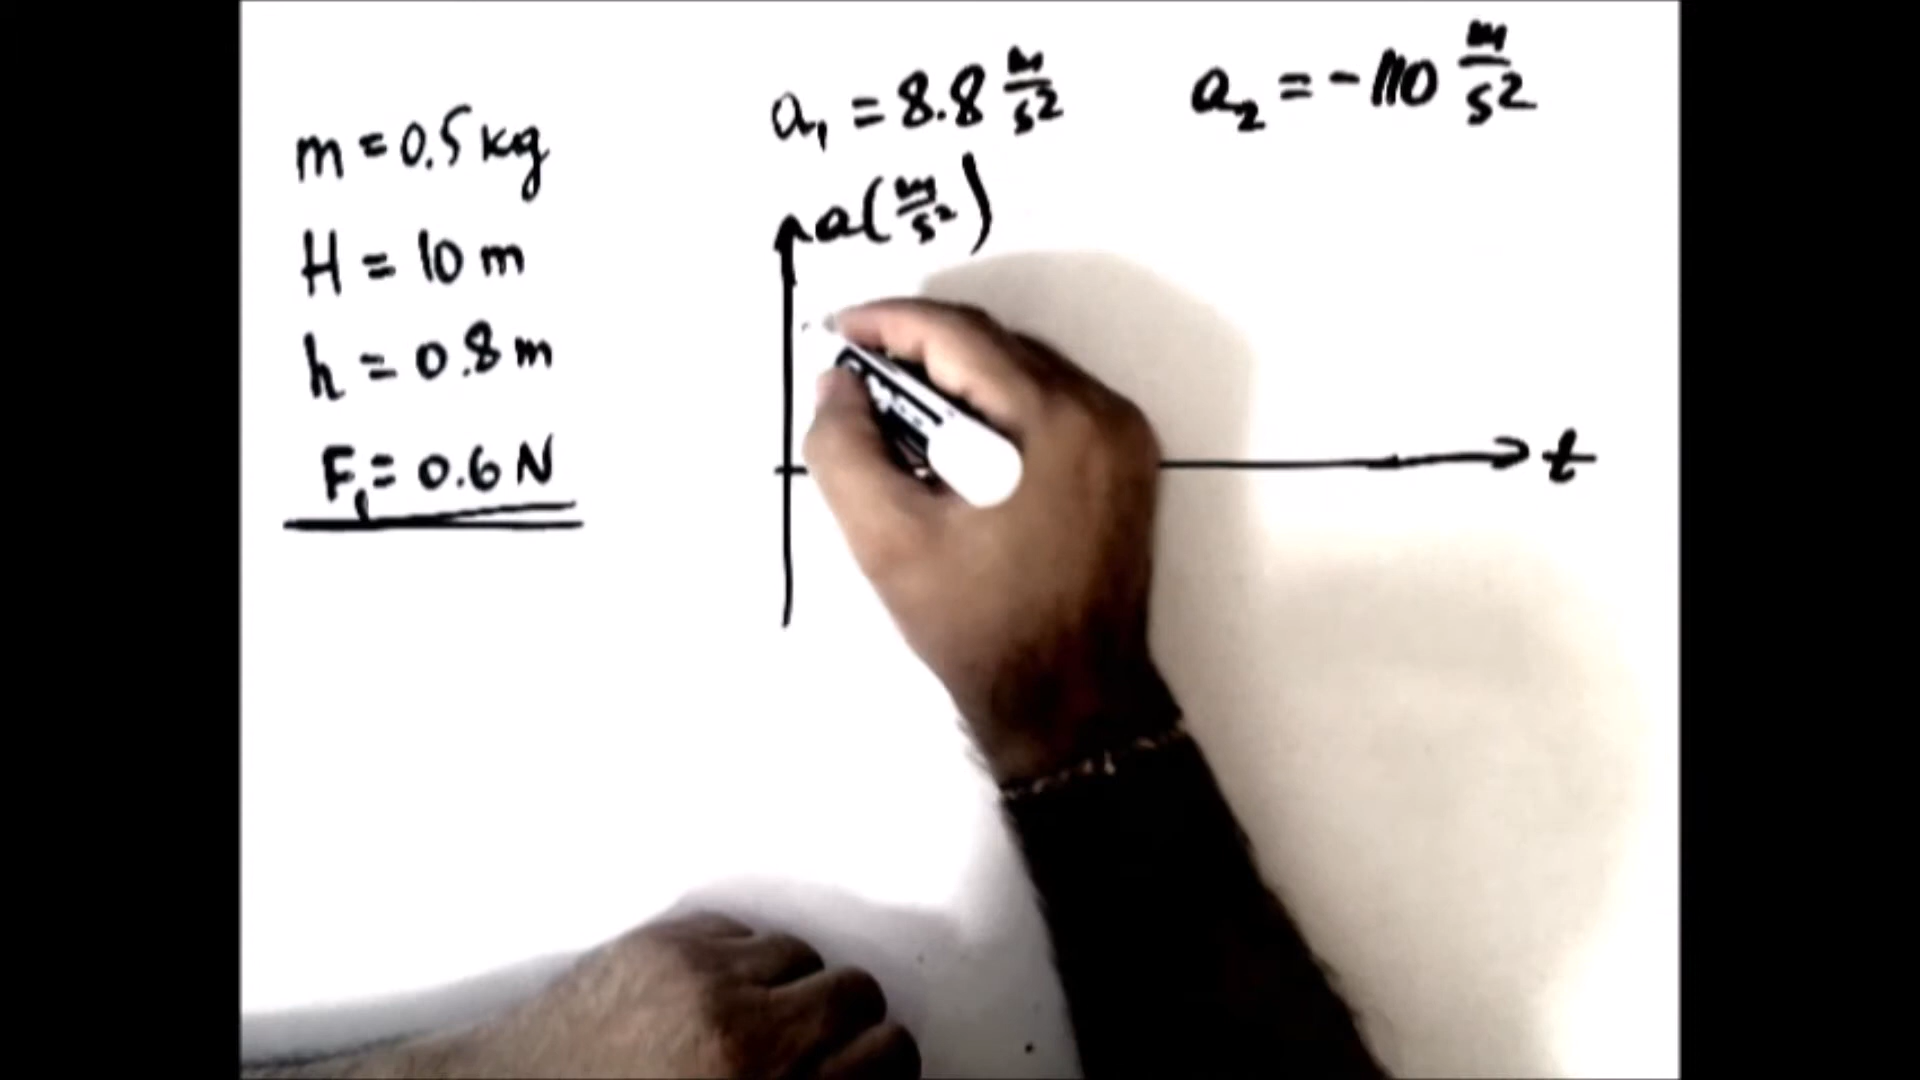 m = 0.5 kg
H = 10 m
h = 0.8 m
F₁ = 0.6 N
a₁ = 8.8 m/s²
a₂ = -110 m/s²
a (m/s²)
t